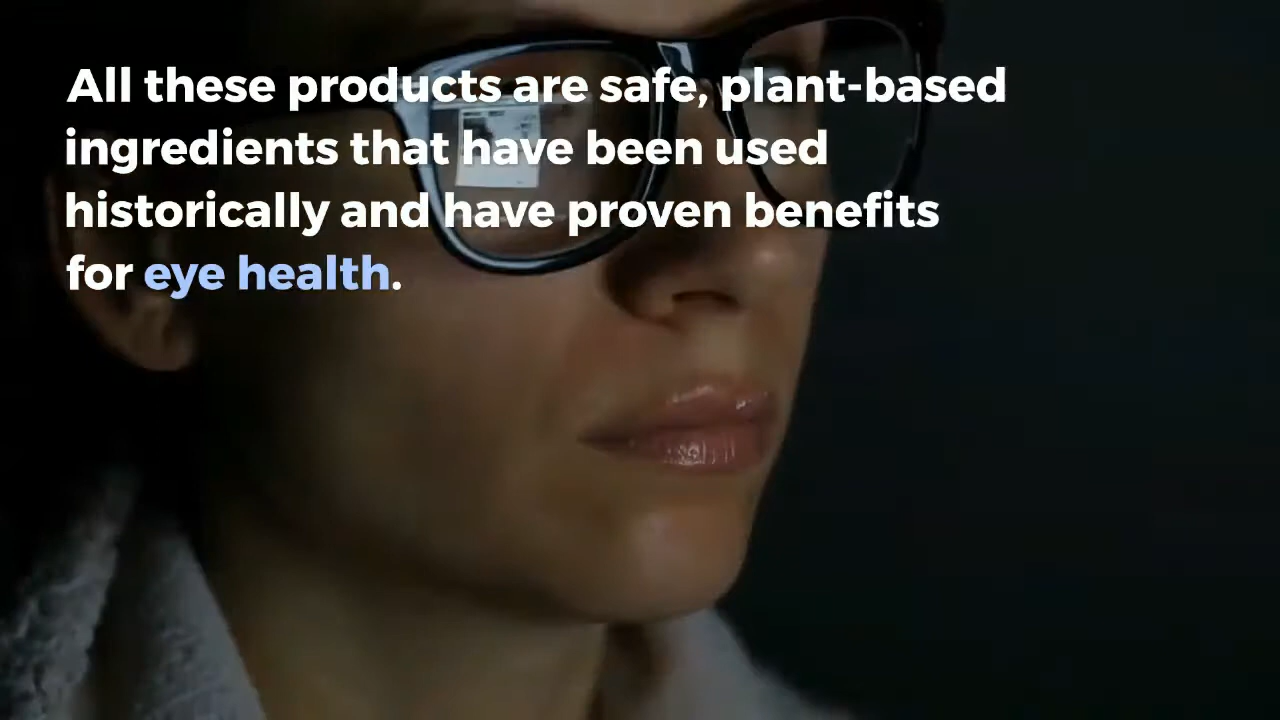 All these products are safe, plant-based
ingredients that have been used
historically and have proven benefits
for eye health.